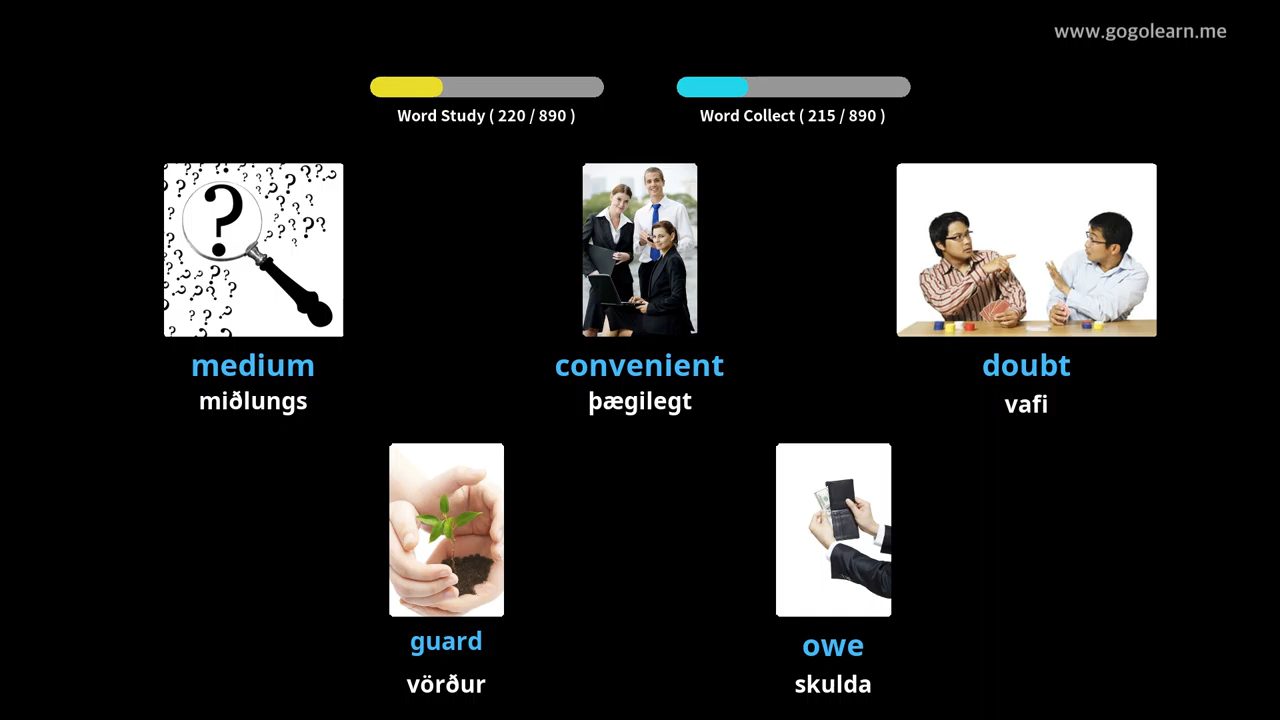 www.gogolearn.me
Word Study ( 220 / 890 )
Word Collect ( 215 / 890 )
medium
miðlungs
convenient
þægilegt
doubt
vafi
guard
vörður
owe
skulda